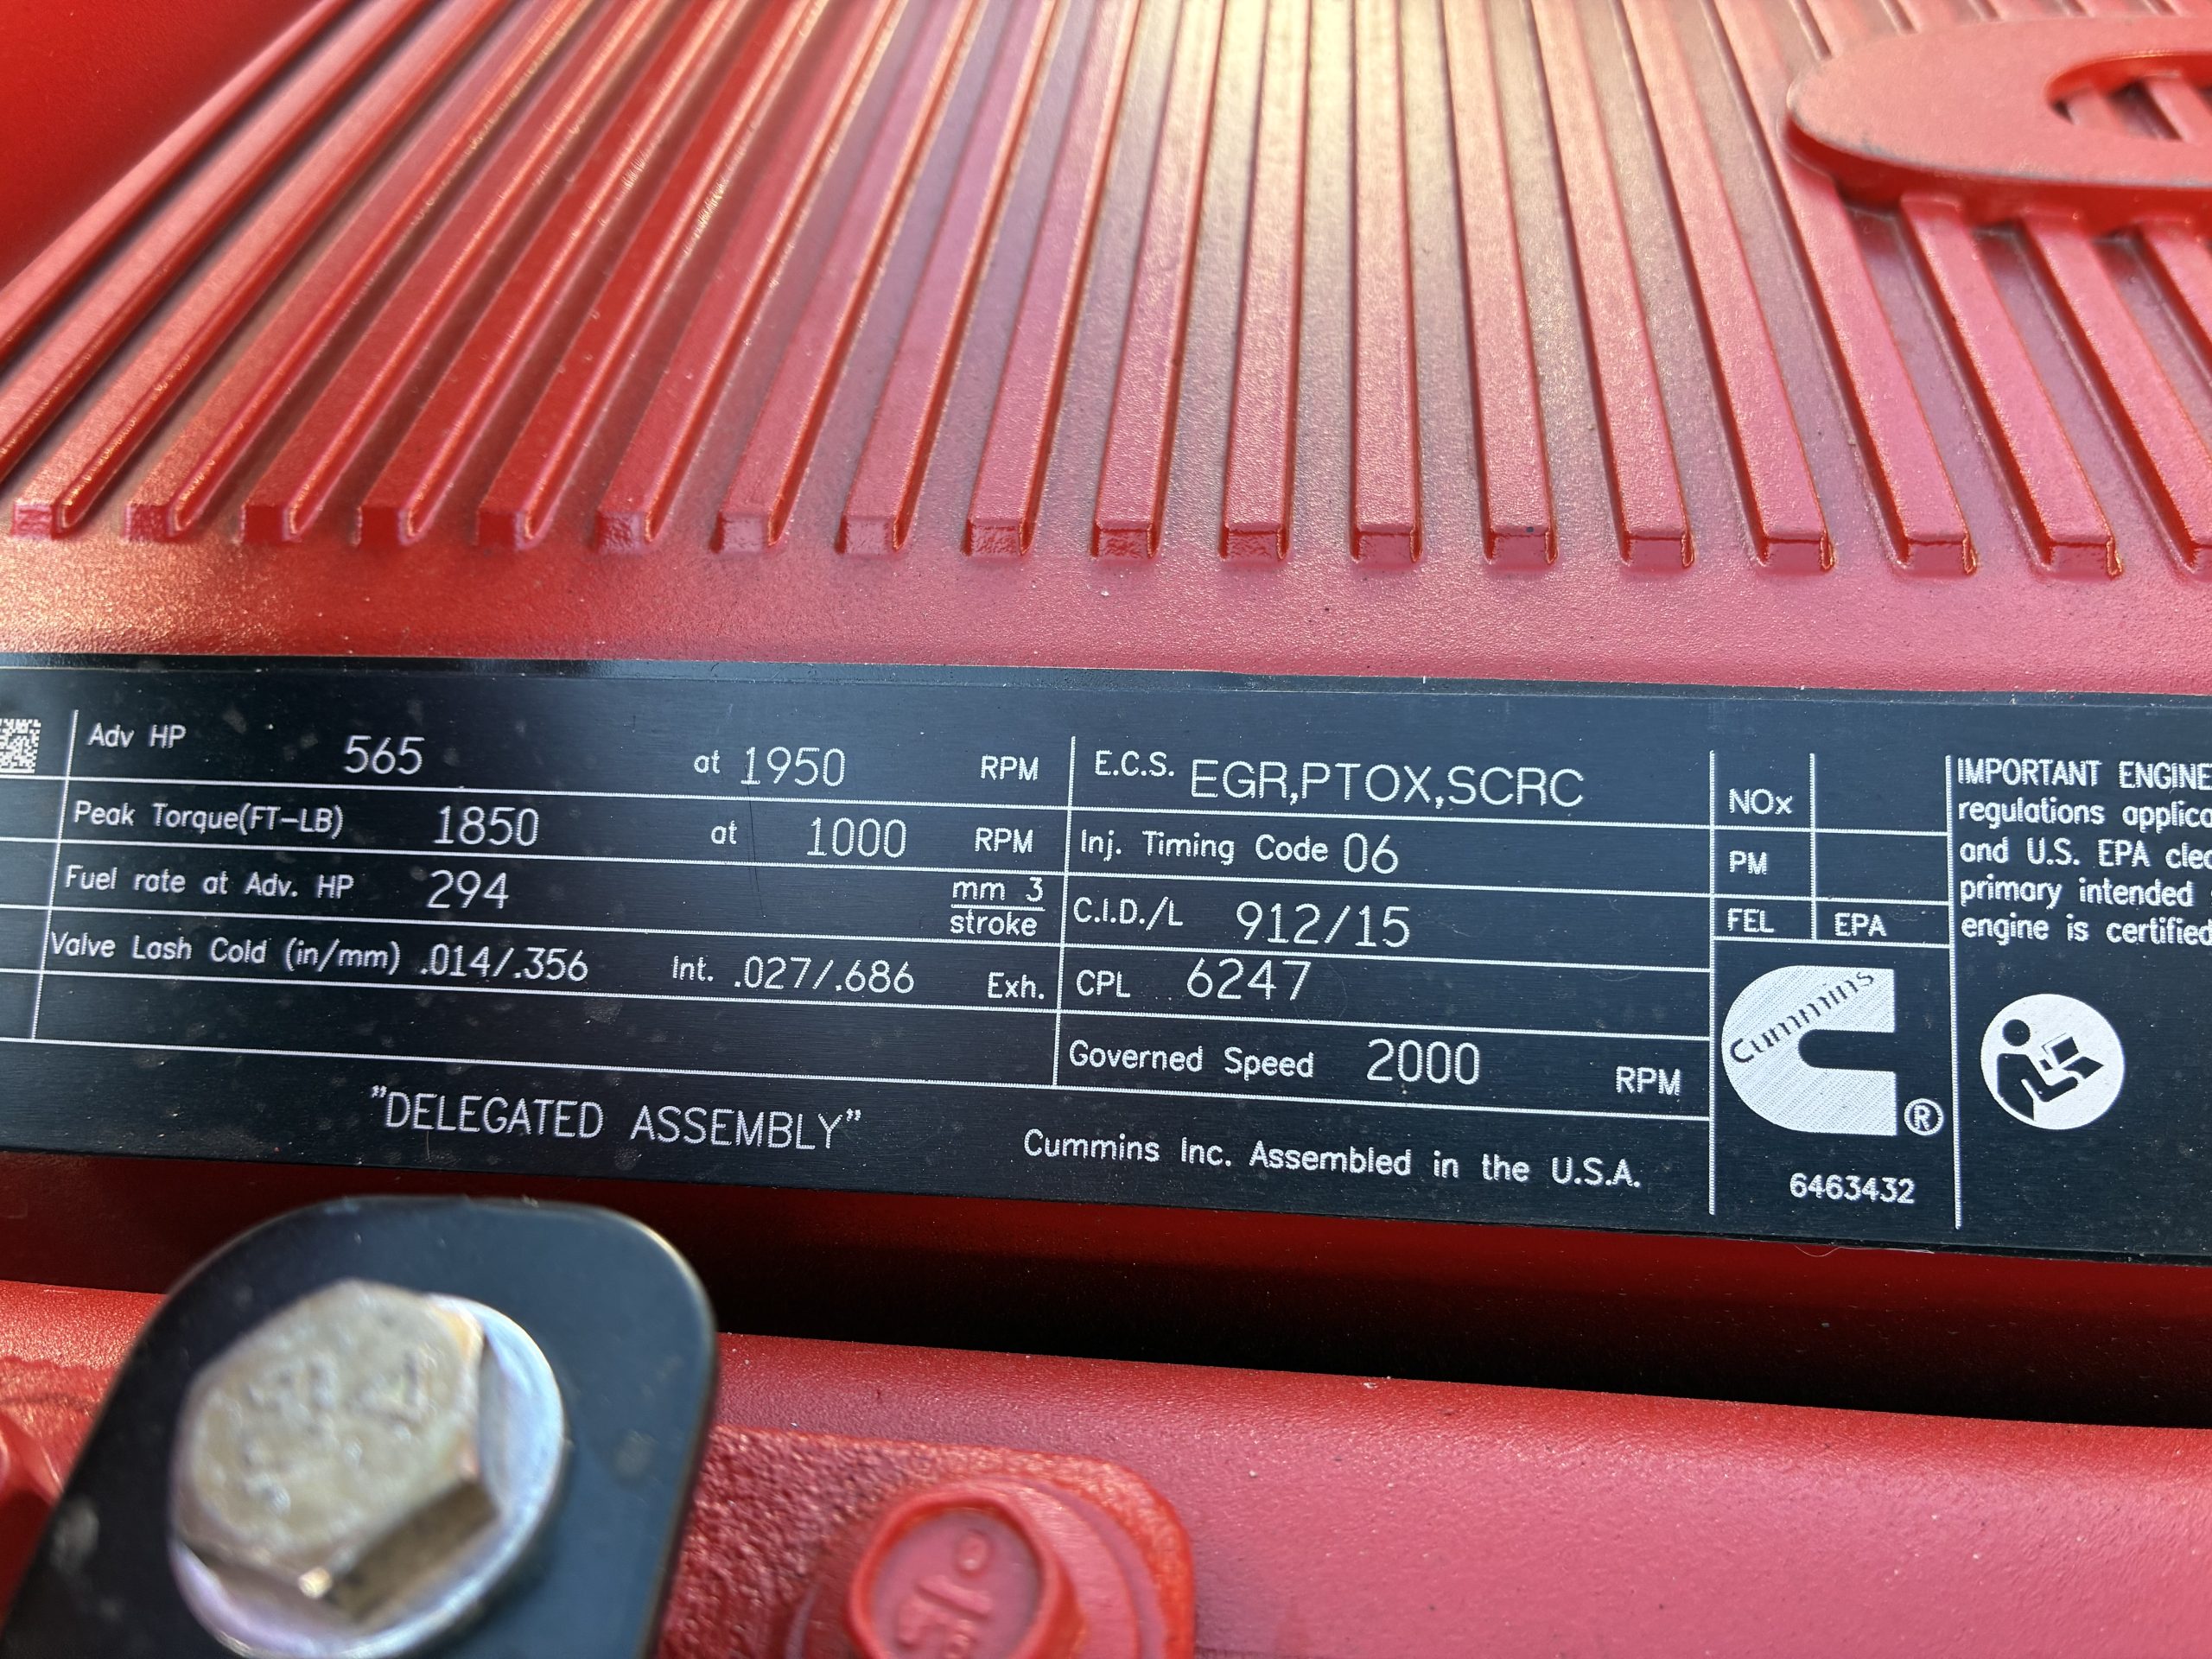 Adv HP 565 at 1950 RPM
Peak Torque(FT-LB) 1850 at 1000 RPM
Fuel rate at Adv. HP 294 mm 3
stroke
Valve Lash Cold (in/mm) .014/.356 Int. .027/.686 Exh.
"DELEGATED ASSEMBLY"
E.C.S. EGR,PTOX,SCRC
Inj. Timing Code 06
C.I.D./L 912/15
CPL 6247
Governed Speed 2000 RPM
Cummins Inc. Assembled in the U.S.A.
NOx
PM
FEL EPA
Cummins
®
6463432
IMPORTANT ENGINE
regulations
and U.S. EPA
primary intended
engine is certified